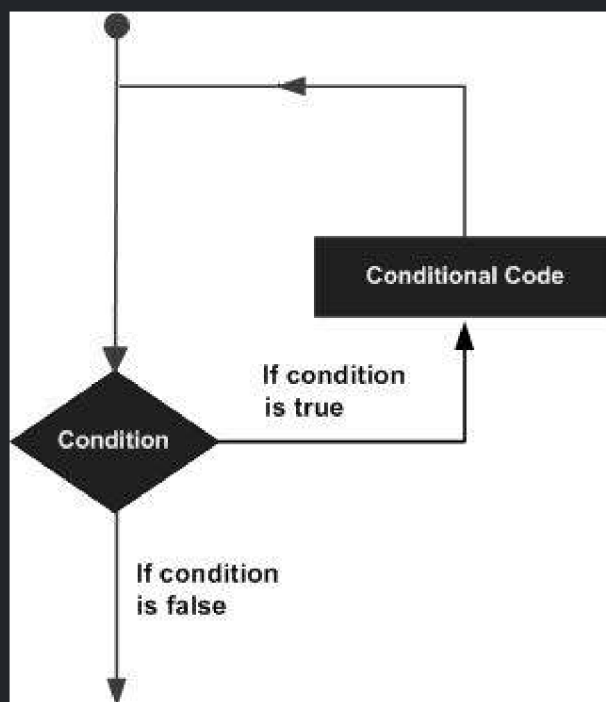 Conditional Code
If condition
is true
Condition
If condition
is false